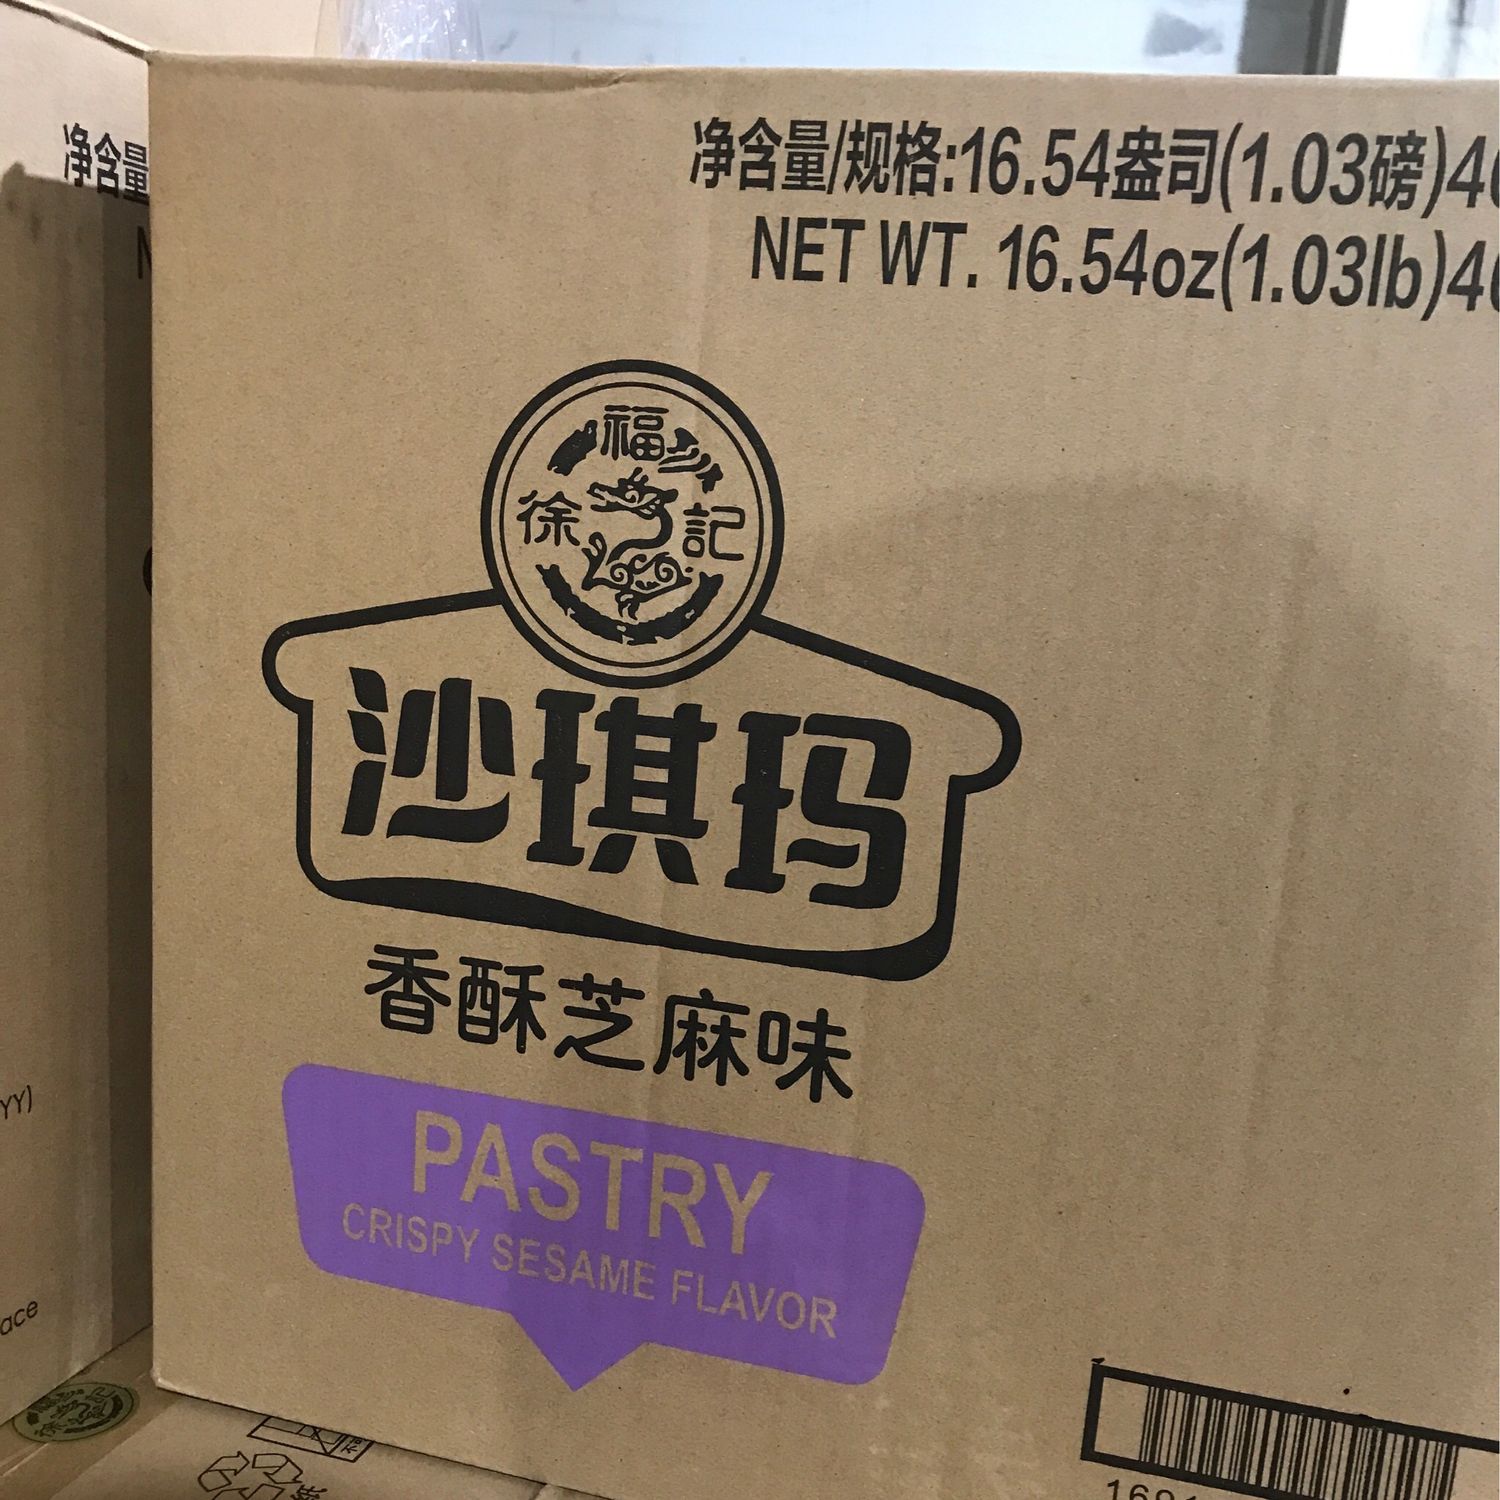 净含量/规格:16.54盎司(1.03磅)4
NET WT. 16.54oz(1.03lb)4
净含量
N
福
徐 記
沙琪玛
香酥芝麻味
PASTRY
CRISPY SESAME FLAVOR
YY)
ace